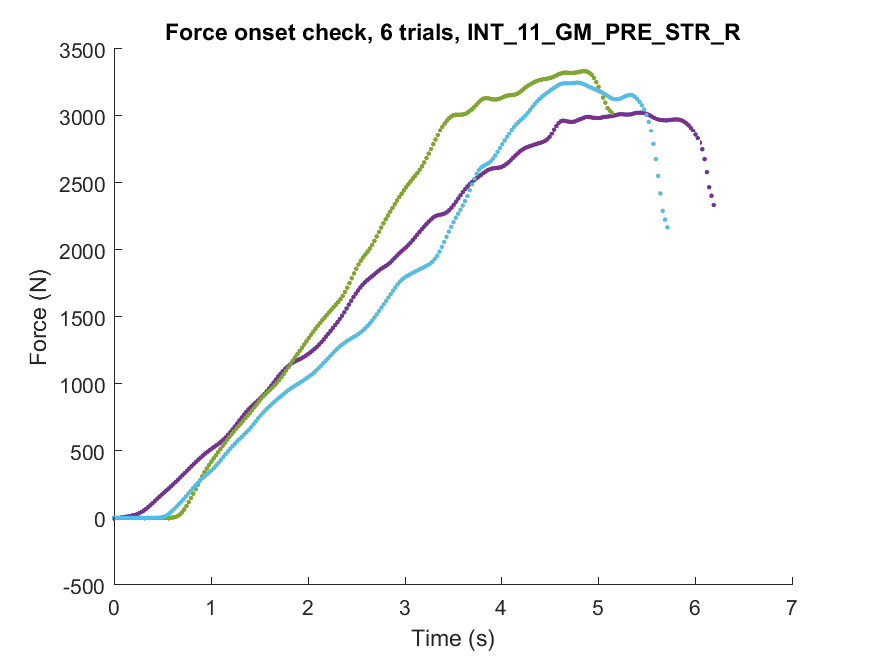 Force onset check, 6 trials, INT_11_GM_PRE_STR_R
3500
3000
2500
2000
1500
1000
500
0
-500
Force (N)
0 1 2 3 4 5 6 7
Time (s)